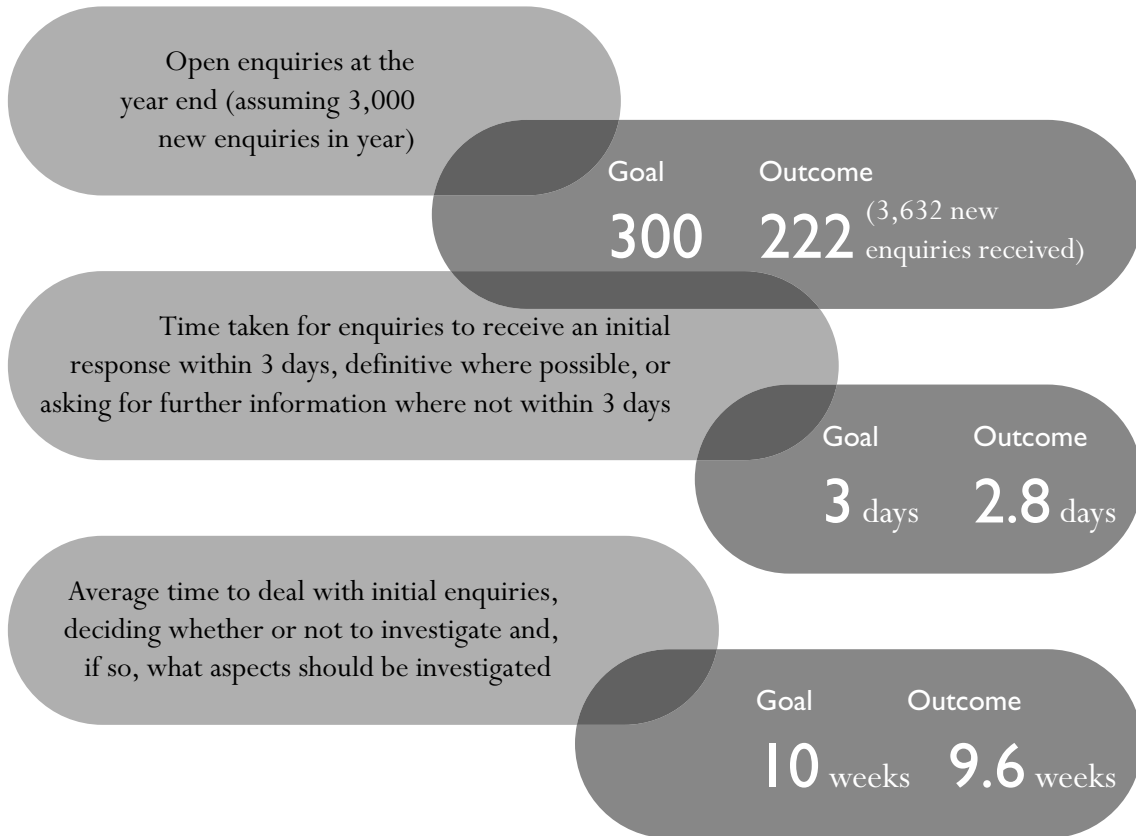 Open enquiries at the
year end (assuming 3,000
new enquiries in year)
Goal Outcome
300 222 (3,632 new
enquiries received)
Time taken for enquiries to receive an initial
response within 3 days, definitive where possible, or
asking for further information where not within 3 days
Goal Outcome
3 days 2.8 days
Average time to deal with initial enquiries,
deciding whether or not to investigate and,
if so, what aspects should be investigated
Goal Outcome
10 weeks 9.6 weeks